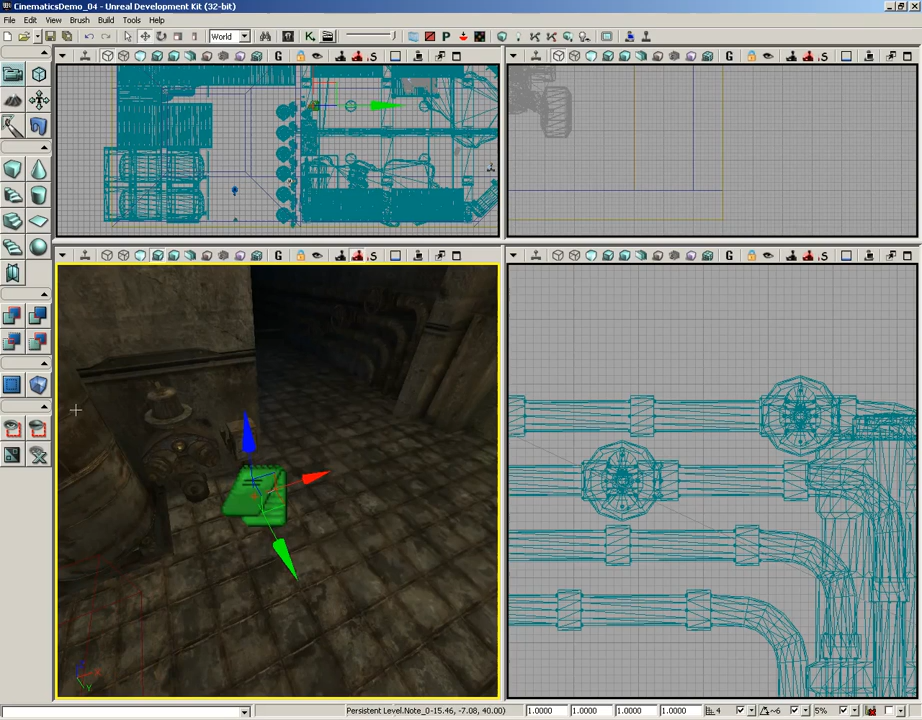 CinematicsDemo_04 - Unreal Development Kit (32-bit)
File Edit View Brush Build Tools Help
World
G
G
G
G
Persistent Level.Note_0 -15.46, -7.08, 40.00) 1.0000 1.0000 1.0000 1.0000 4 6 5%